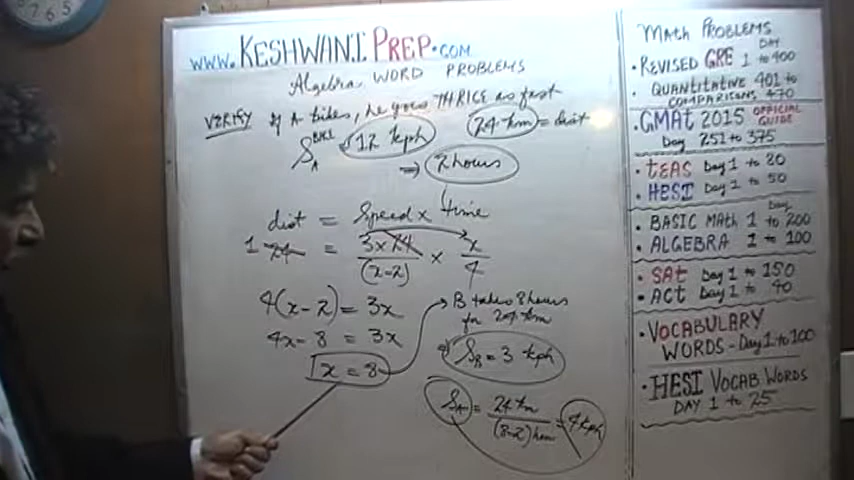 www.KESHWANIPREP.COM
Algebra WORD PROBLEMS
VERIFY If A bikes, he goes THRICE as fast
S_A^BIKE = 12 kph 24 km = dist
⇒ 2 hours
dist = Speed x time
1 24 = 3x24/(x-2) × x/4
4(x-2) = 3x
4x - 8 = 3x
x = 8
B takes 8 hours
for 24 km
⇒ S_B = 3 kph
S_A = 24 km/(8-2)hour = 4 kph
Math PROBLEMS
• REVISED GRE DAY 1 to 400
• QUANTITATIVE 401 to
COMPARISONS 470
• GMAT 2015 OFFICIAL GUIDE
Day 251 to 375
• TEAS Day 1 to 80
• HESI Day 1 to 50
Day
• BASIC MATH 1 to 200
• ALGEBRA 1 to 100
• SAT Day 1 to 150
• ACT Day 1 to 40
• VOCABULARY
WORDS - Day 1 to 100
• HESI VOCAB WORDS
DAY 1 to 25
7 6 5